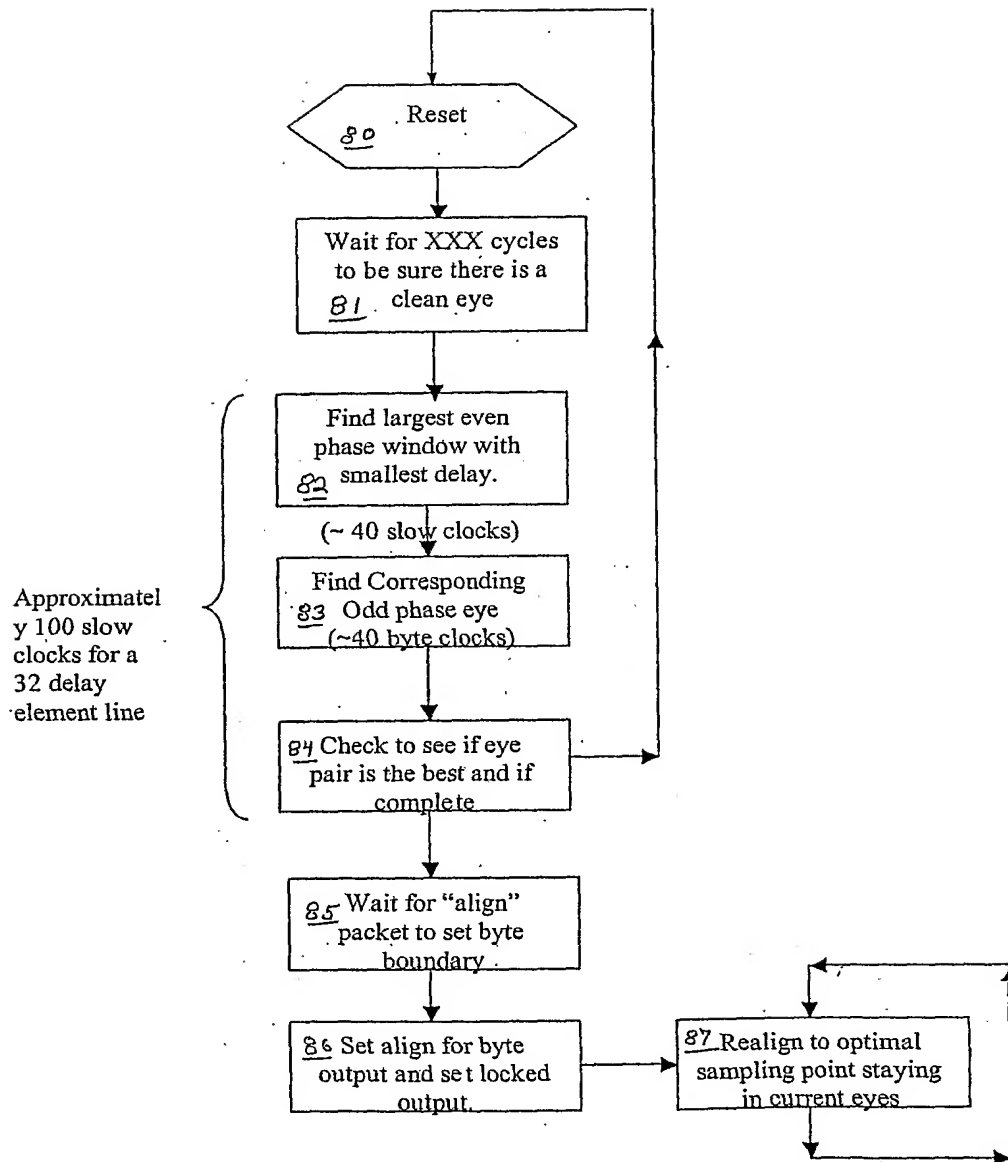 Reset
80
Wait for XXX cycles
to be sure there is a
81 clean eye
Find largest even
phase window with
82 smallest delay.
(~ 40 slow clocks)
Find Corresponding
83 Odd phase eye
(~40 byte clocks)
Approximatel
y 100 slow
clocks for a
32 delay
element line
84 Check to see if eye
pair is the best and if
complete
85 Wait for “align”
packet to set byte
boundary
86 Set align for byte
output and set locked
output.
87 Realign to optimal
sampling point staying
in current eyes